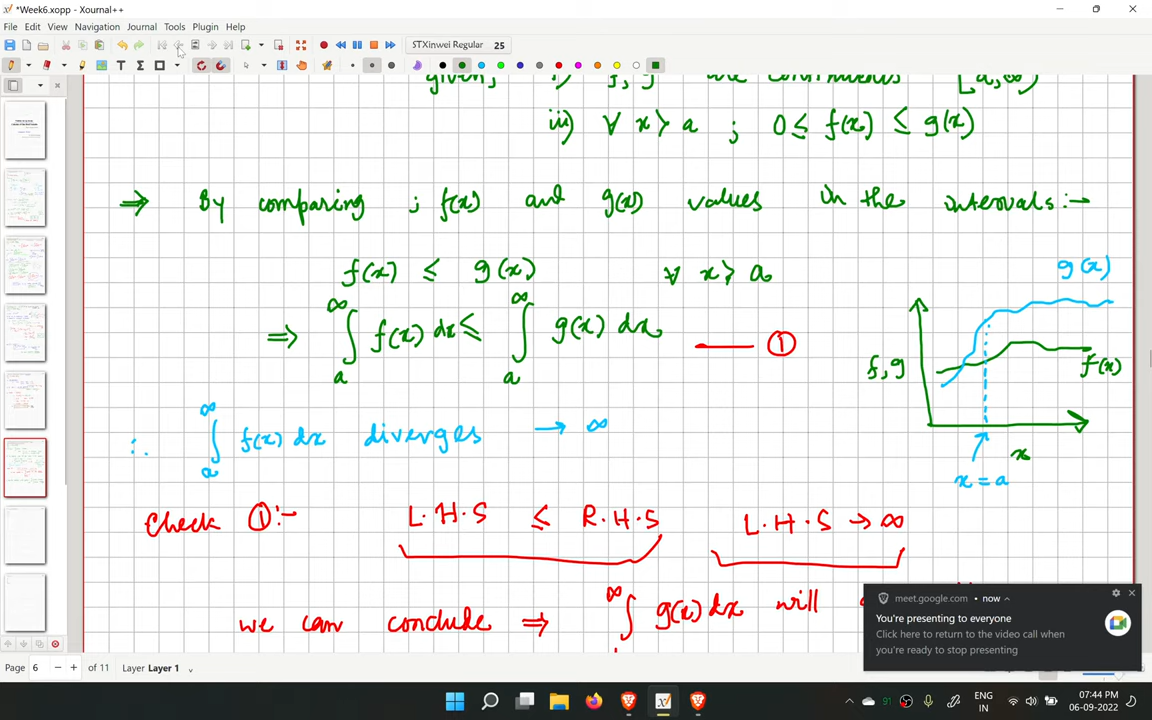 *Week6.xopp - Xournal++
File Edit View Navigation Journal Tools Plugin Help
STXinwei Regular 25
given, i) f, g are continuous [a,∞)
iii) ∀ x > a ; 0 ≤ f(x) ≤ g(x)
⇒ By comparing ; f(x) and g(x) values in the intervals:-
f(x) ≤ g(x) ∀ x > a
⇒ ∫_a^∞ f(x) dx ≤ ∫_a^∞ g(x) dx —— ①
g(x)
f, g
f(x)
x
x = a
∴ ∫_a^∞ f(x) dx diverges → ∞
Check ①:- L.H.S ≤ R.H.S L.H.S → ∞
we can conclude ⇒ ∫^∞ g(x) dx will
meet.google.com • now
You're presenting to everyone
Click here to return to the video call when
you're ready to stop presenting
Page 6 of 11 Layer Layer 1
91 ENG IN 07:44 PM 06-09-2022